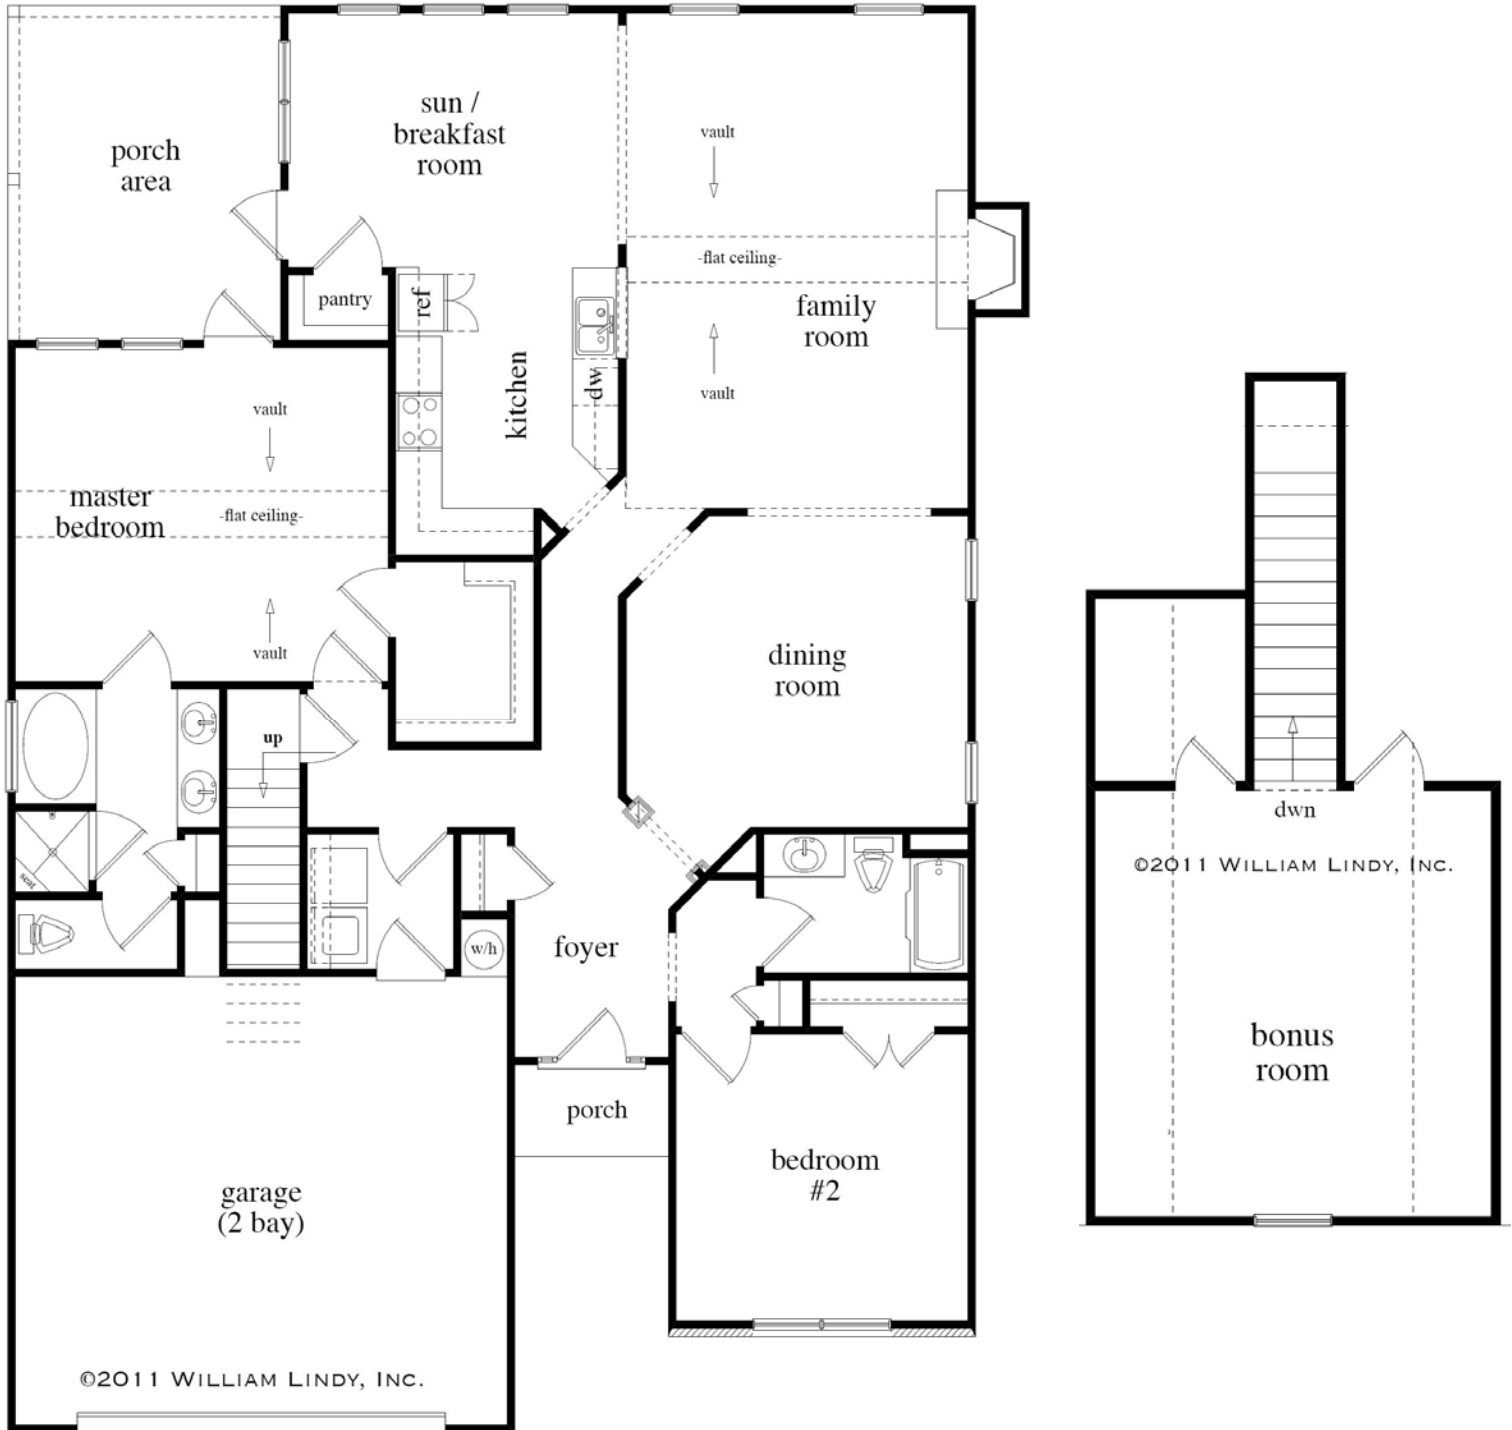 sun /
breakfast
room
porch
area
vault
-flat ceiling-
family
room
vault
pantry
ref
kitchen
dw
vault
master
bedroom
-flat ceiling-
vault
dining
room
up
seat
w/h
foyer
porch
bedroom
#2
garage
(2 bay)
©2011 William Lindy, Inc.
dwn
©2011 William Lindy, Inc.
bonus
room